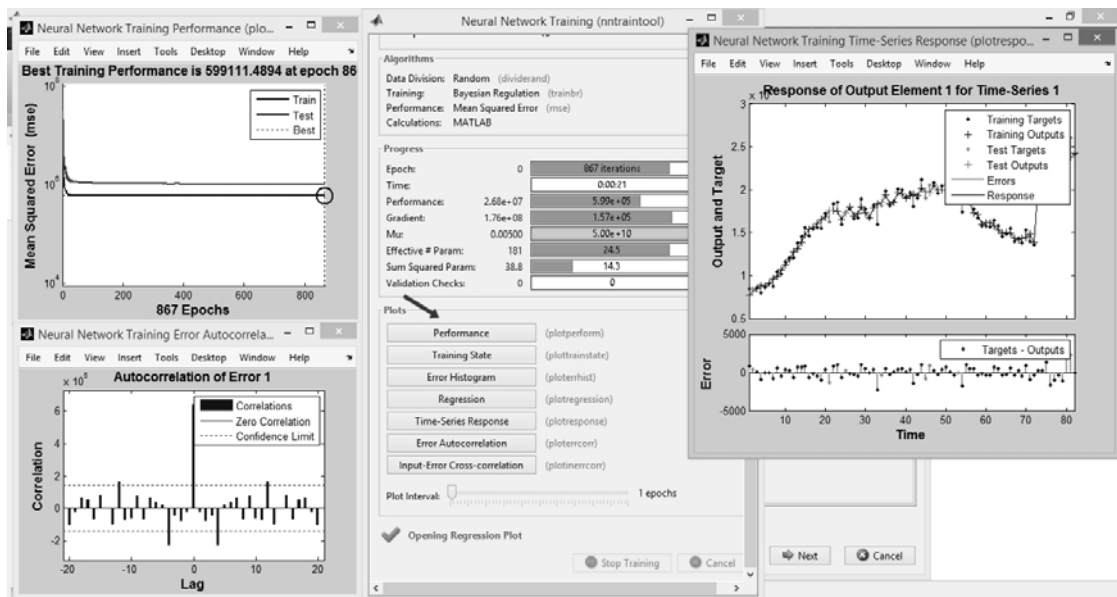 Neural Network Training Performance (plo...
File Edit View Insert Tools Desktop Window Help
Best Training Performance is 599111.4894 at epoch 86
Mean Squared Error (mse)
Train
Test
Best
10^4
0 200 400 600 800
867 Epochs
Neural Network Training Error Autocorrela...
File Edit View Insert Tools Desktop Window Help
Autocorrelation of Error 1
× 10^5
Correlations
Zero Correlation
Confidence Limit
Correlation
6
4
2
0
-2
-20 -10 0 10 20
Lag
Neural Network Training (nntraintool)
Algorithms
Data Division: Random (dividerand)
Training: Bayesian Regulation (trainbr)
Performance: Mean Squared Error (mse)
Calculations: MATLAB
Progress
Epoch: 0 867 iterations
Time: 0:00:21
Performance: 2.68e+07 5.99e+05
Gradient: 1.76e+08 1.57e+05
Mu: 0.00500 5.00e+10
Effective # Param: 181 24.5
Sum Squared Param: 38.8 14.3
Validation Checks: 0 0
Plots
Performance (plotperform)
Training State (plottrainstate)
Error Histogram (ploterrhist)
Regression (plotregression)
Time-Series Response (plotresponse)
Error Autocorrelation (ploterrcorr)
Input-Error Cross-correlation (plotinerrcorr)
Plot Interval: 1 epochs
Opening Regression Plot
Stop Training Cancel
Neural Network Training Time-Series Response (plotrespo...
File Edit View Insert Tools Desktop Window Help
Response of Output Element 1 for Time-Series 1
Output and Target
3
2.5
2
1.5
1
0.5
Training Targets
Training Outputs
Test Targets
Test Outputs
Errors
Response
Error
5000
0
-5000
Targets - Outputs
10 20 30 40 50 60 70 80
Time
Next Cancel